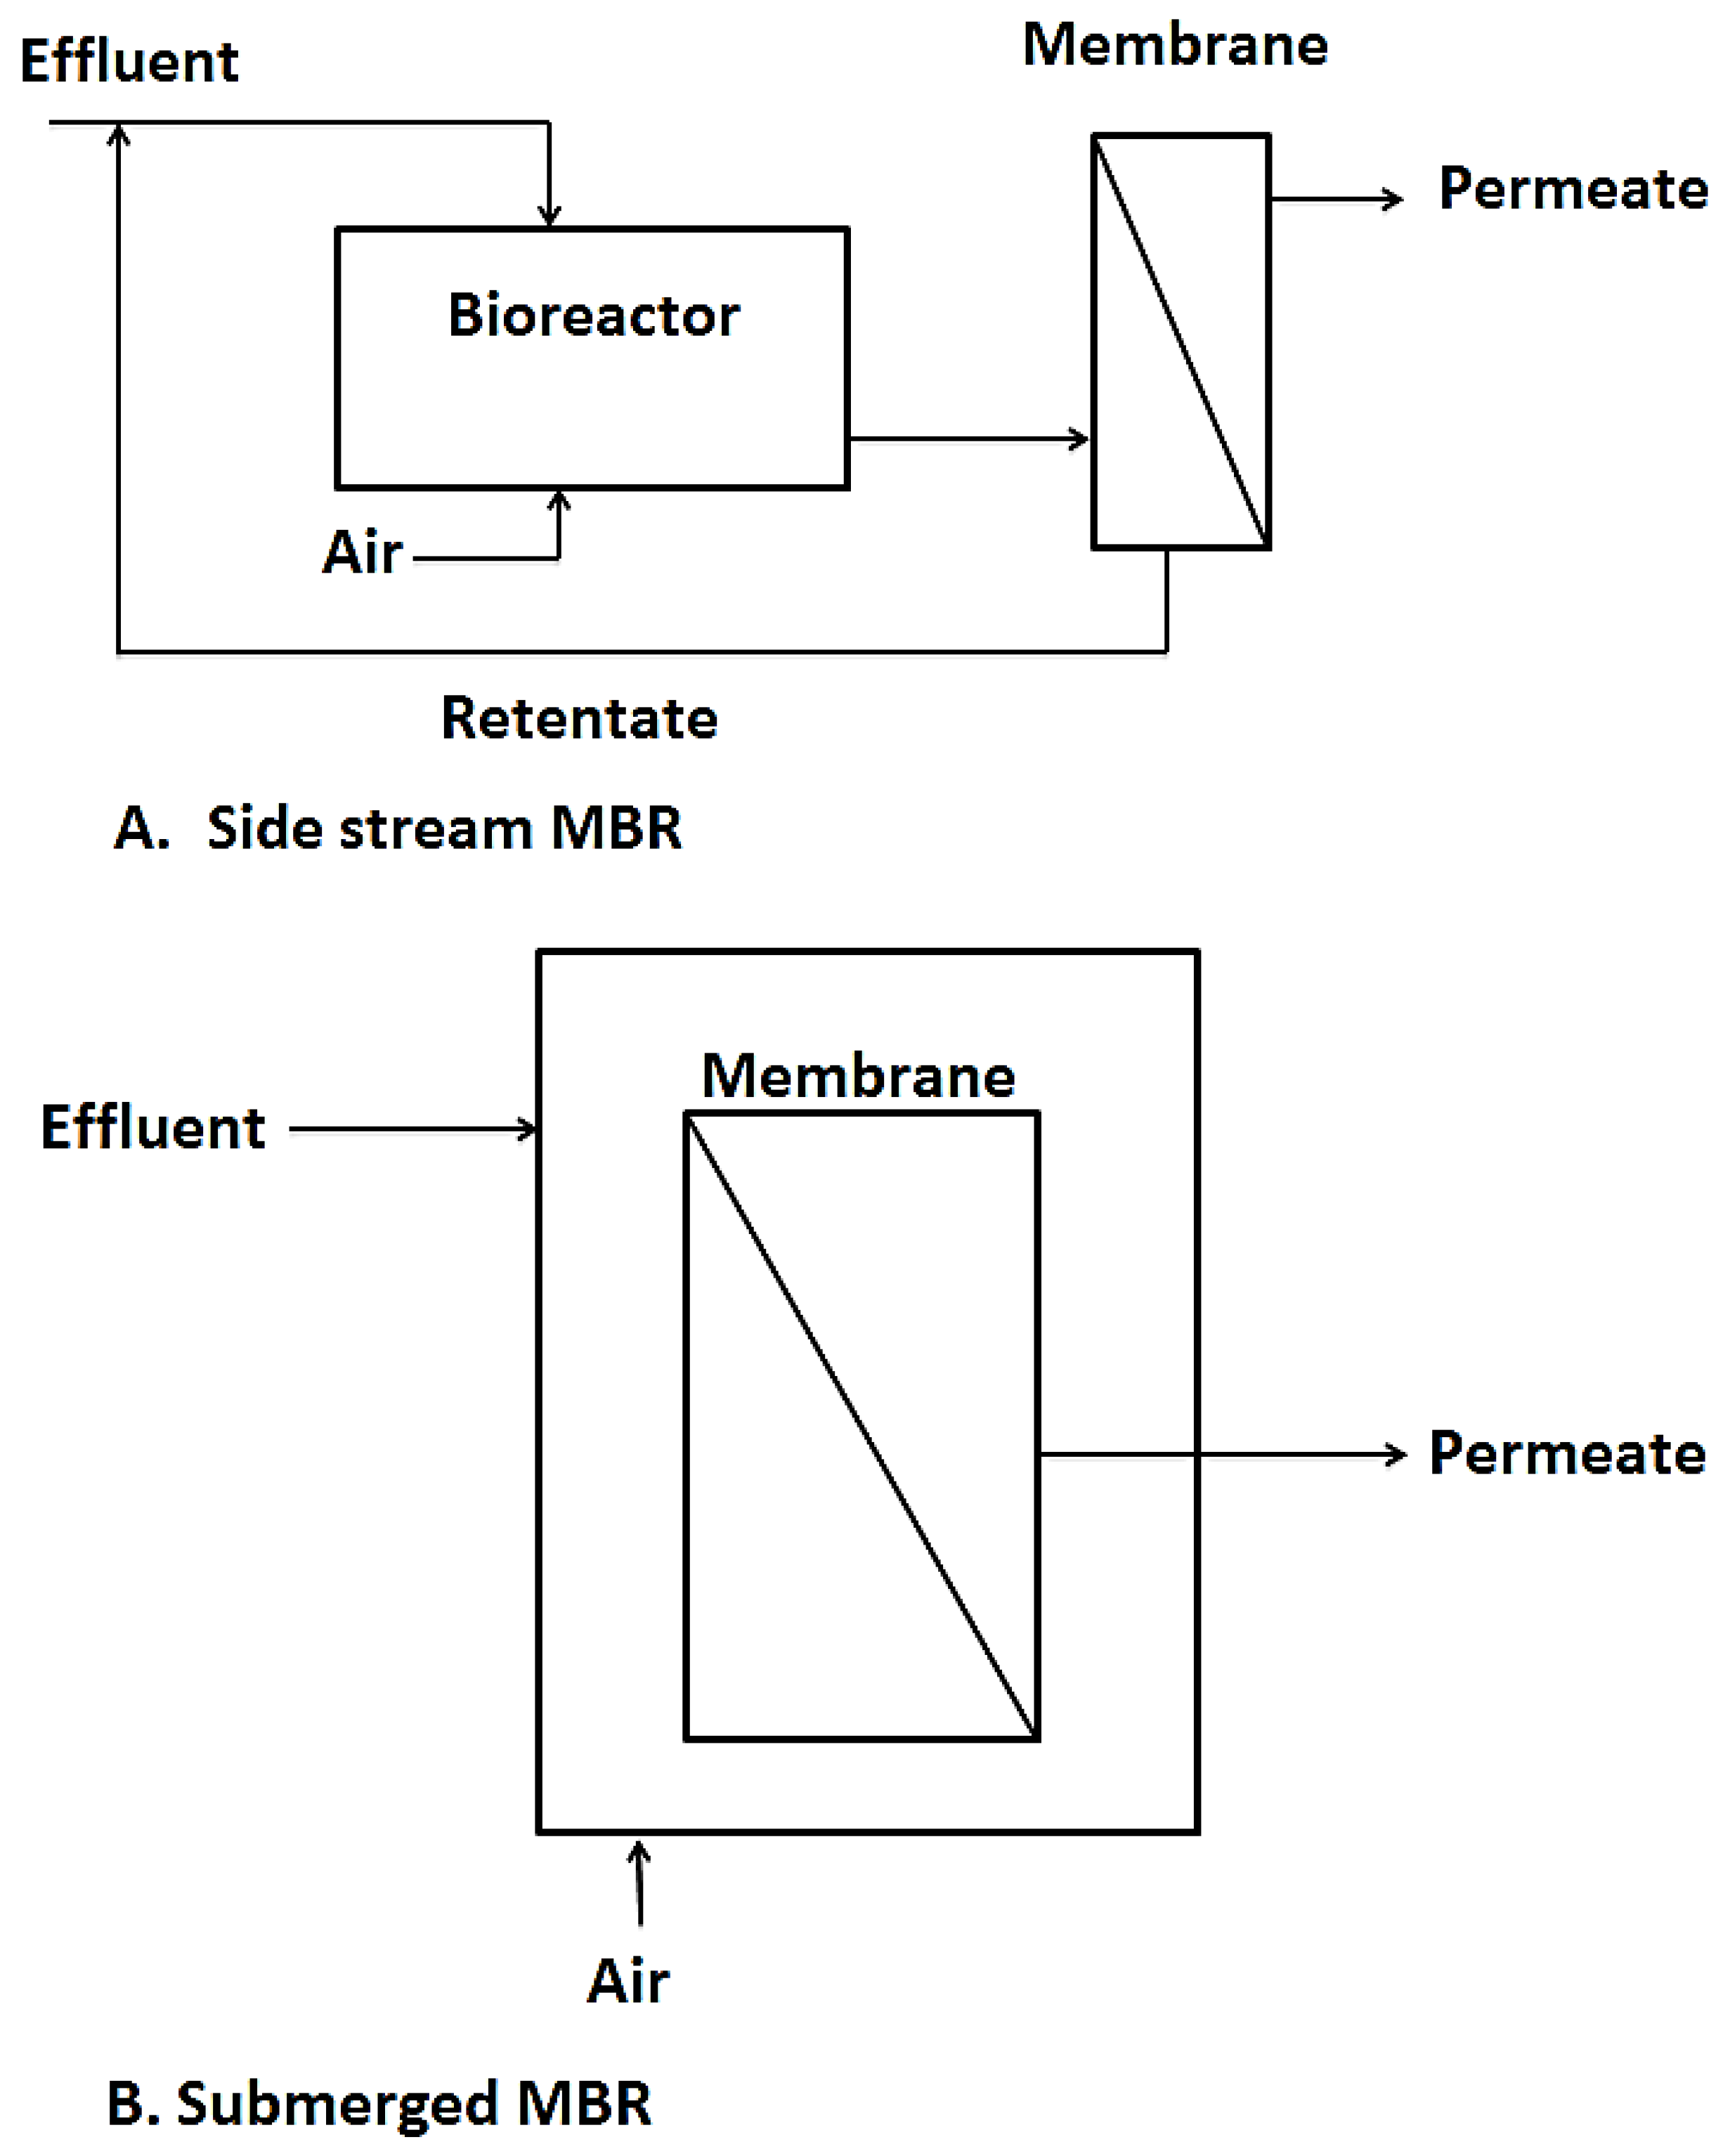 Effluent
Membrane
Permeate
Bioreactor
Air
Retentate
A. Side stream MBR
Membrane
Effluent
Permeate
Air
B. Submerged MBR